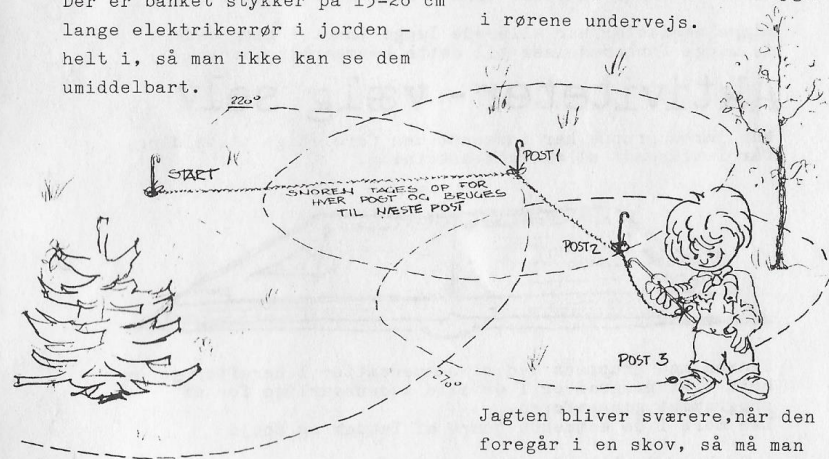 Der er banket stykker på 15-20 cm
lange elektrikerrør i jorden
helt i, så man ikke kan se dem
umiddelbart.
i rørene undervejs.
220°
START
POST 1
SNOREN TAGES OP FOR
HVER POST OG BRUGES
TIL NÆSTE POST
POST 2
POST 3
Jagten bliver sværere,når den
foregår i en skov, så må man